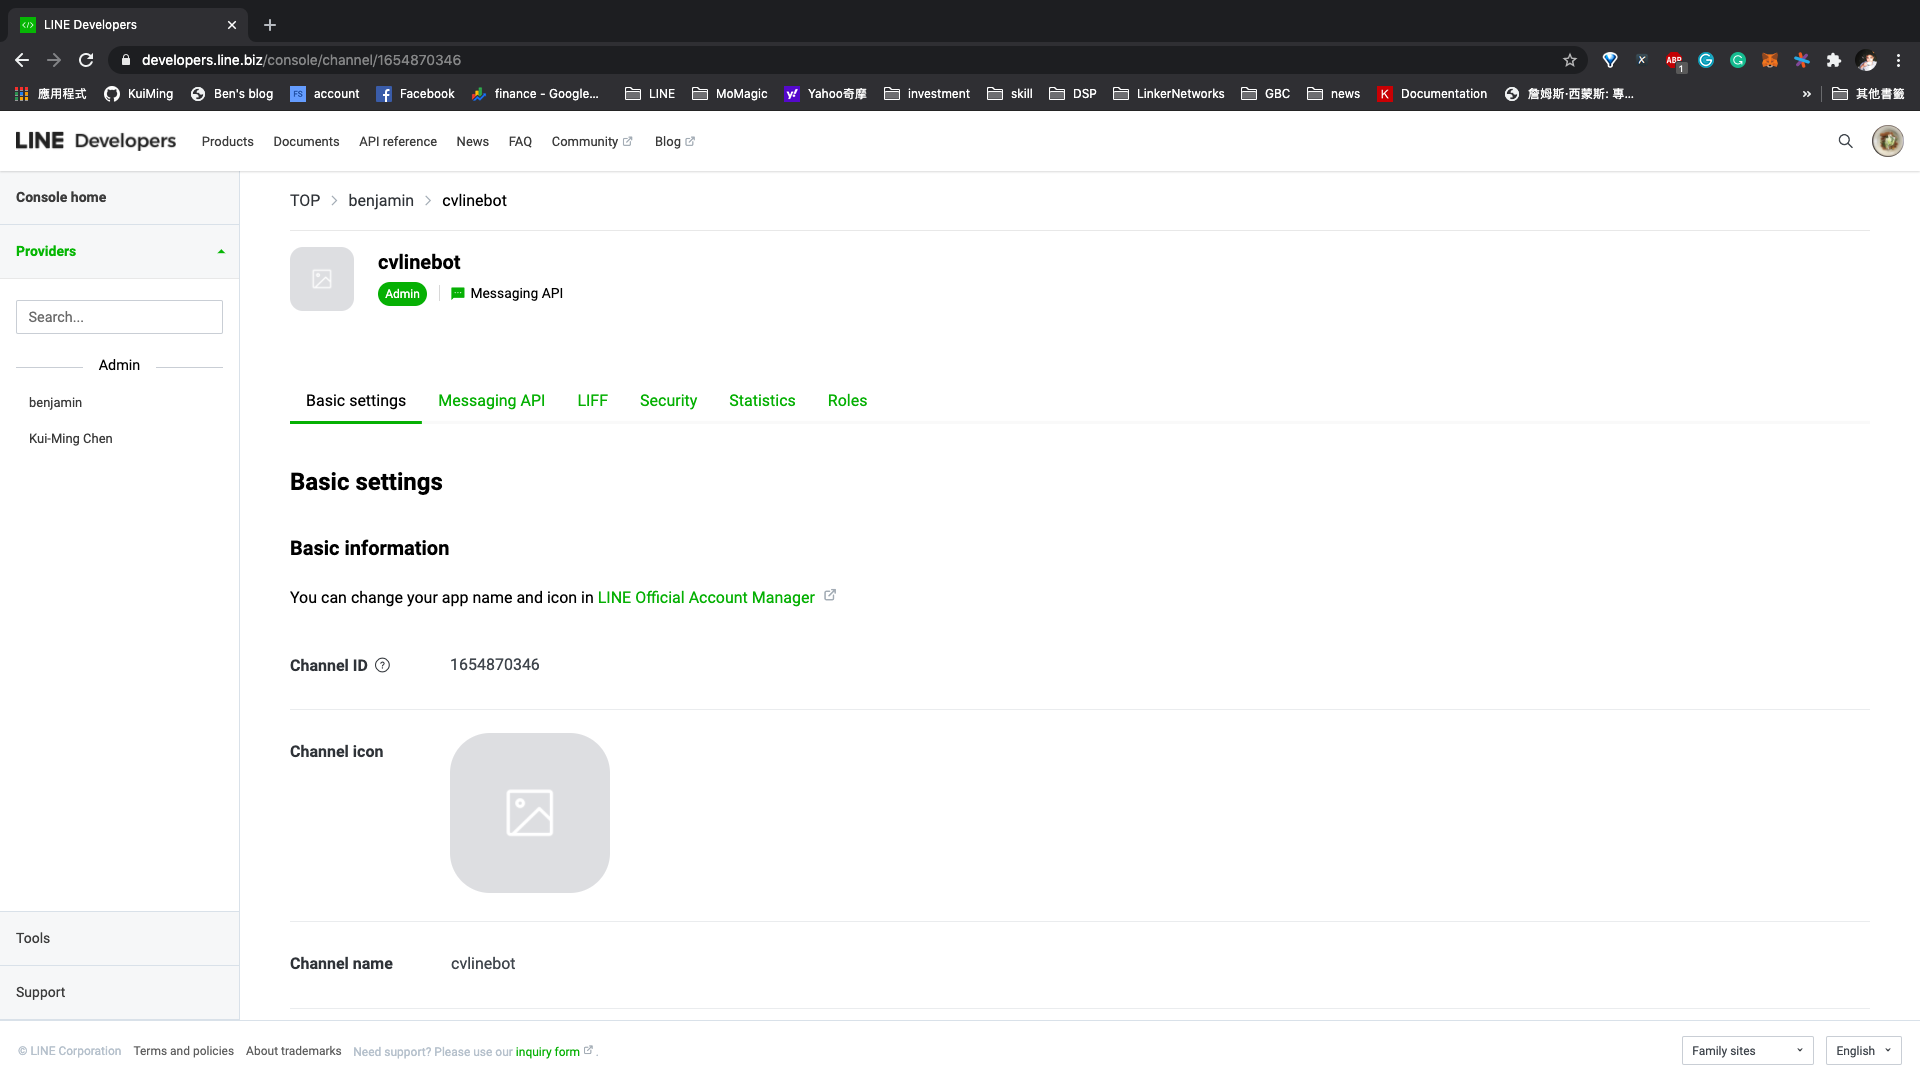 LINE Developers
developers.line.biz/console/channel/1654870346
ABP
1
應用程式
KuiMing
Ben's blog
FS
account
Facebook
finance - Google...
LINE
MoMagic
Yahoo奇摩
investment
skill
DSP
LinkerNetworks
GBC
news
K
Documentation
詹姆斯·西蒙斯: 專...
»
其他書籤
LINE Developers
Products
Documents
API reference
News
FAQ
Community
Blog
Console home
Providers
Search...
Admin
benjamin
Kui-Ming Chen
Tools
Support
TOP > benjamin > cvlinebot
cvlinebot
Admin
Messaging API
Basic settings
Messaging API
LIFF
Security
Statistics
Roles
Basic settings
Basic information
You can change your app name and icon in LINE Official Account Manager
Channel ID ? 1654870346
Channel icon
Channel name cvlinebot
© LINE Corporation
Terms and policies
About trademarks
Need support? Please use our inquiry form .
Family sites
English